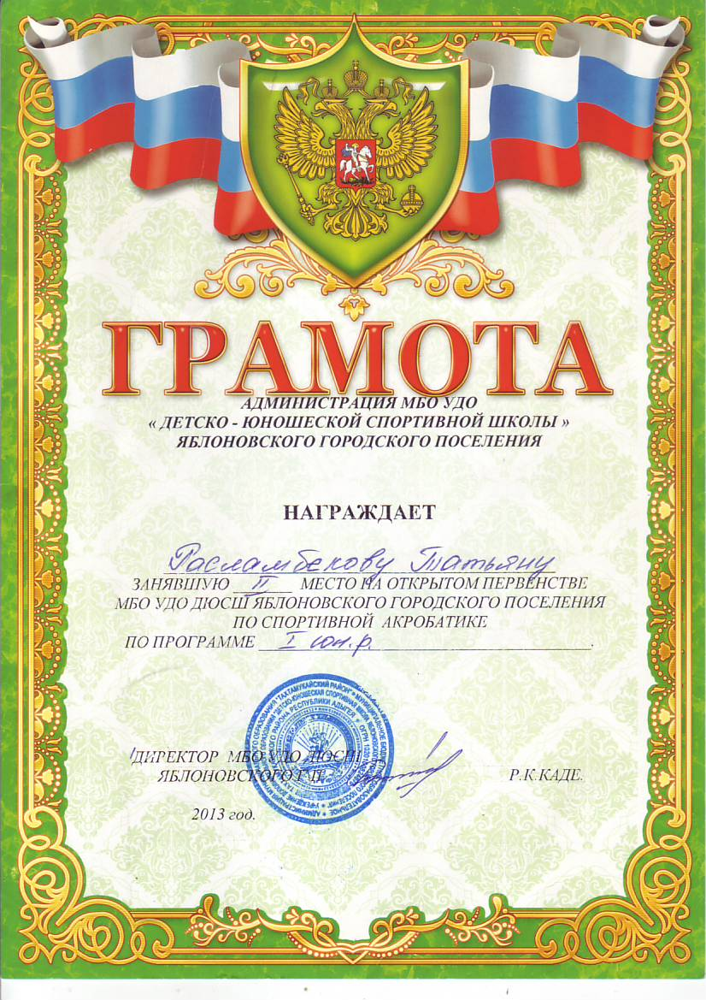 ГРАМОТА
АДМИНИСТРАЦИЯ МБО УДО
« ДЕТСКО - ЮНОШЕСКОЙ СПОРТИВНОЙ ШКОЛЫ »
ЯБЛОНОВСКОГО ГОРОДСКОГО ПОСЕЛЕНИЯ
НАГРАЖДАЕТ
Расламбекову Татьяну
ЗАНЯВШУЮ II МЕСТО НА ОТКРЫТОМ ПЕРВЕНСТВЕ
МБО УДО ДЮСШ ЯБЛОНОВСКОГО ГОРОДСКОГО ПОСЕЛЕНИЯ
ПО СПОРТИВНОЙ АКРОБАТИКЕ
ПО ПРОГРАММЕ I юн.р.
ДИРЕКТОР МБО УДО ДЮСШ
ЯБЛОНОВСКОГО Г.П. Р.К.КАДЕ.
2013 год.